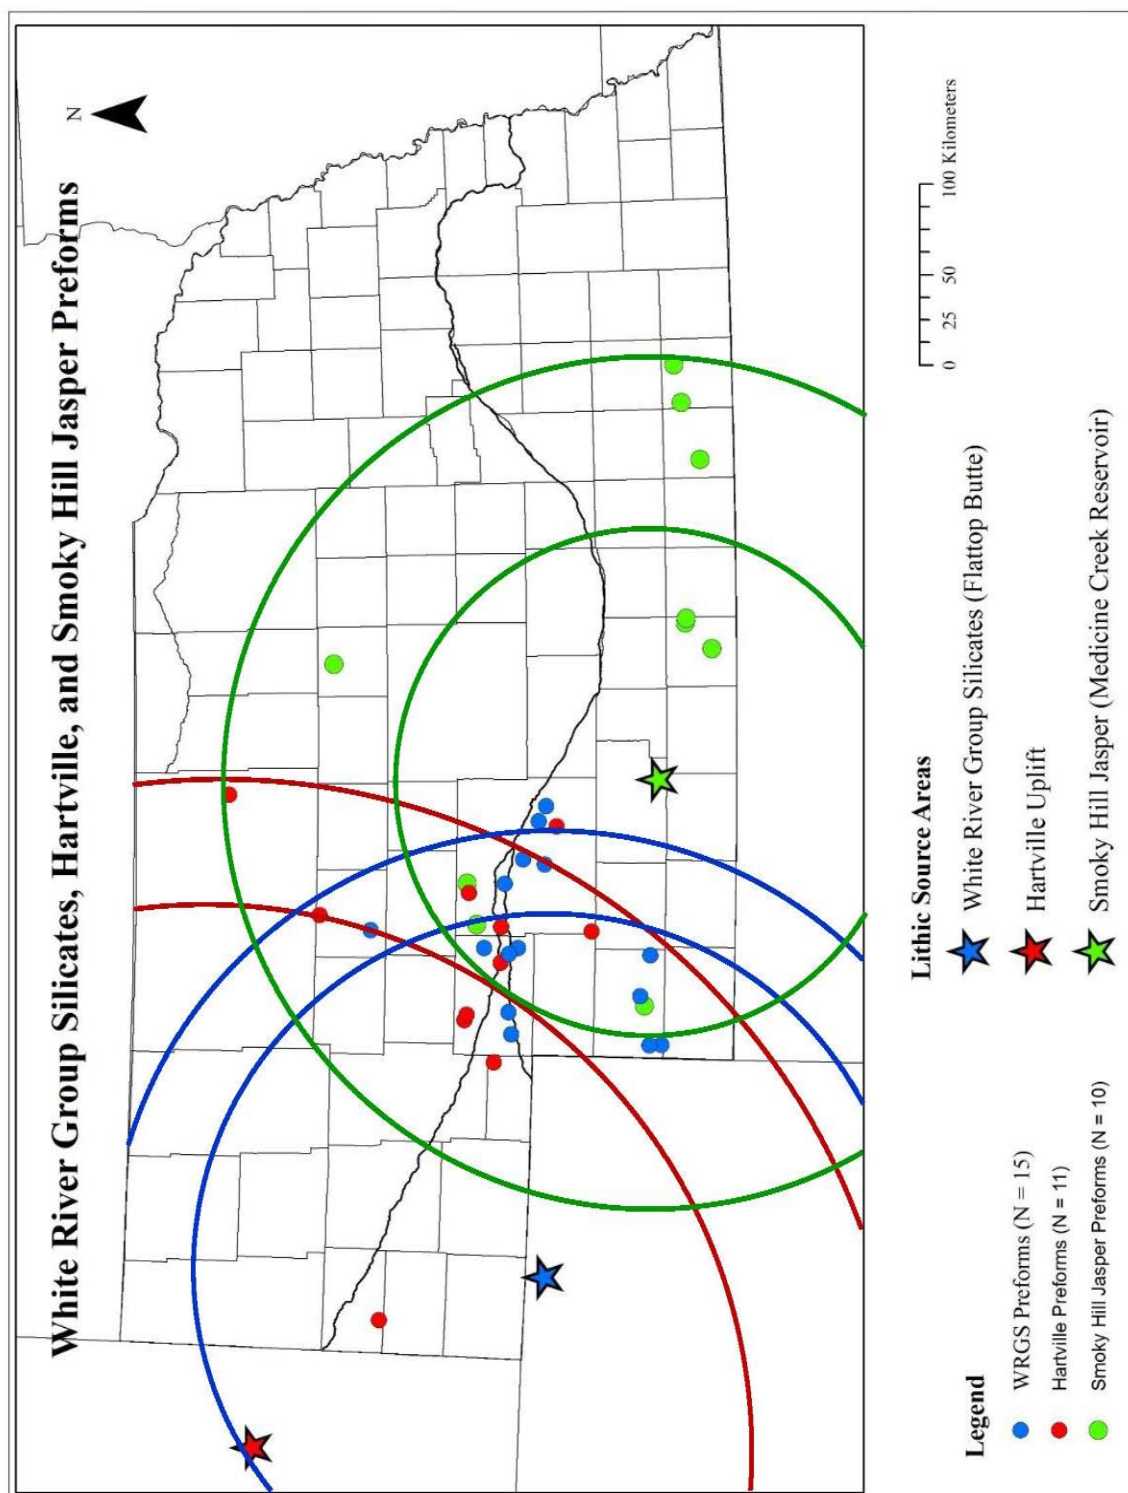 White River Group Silicates, Hartville, and Smoky Hill Jasper Preforms
N
Legend
WRGS Preforms (N = 15)
Hartville Preforms (N = 11)
Smoky Hill Jasper Preforms (N = 10)
Lithic Source Areas
White River Group Silicates (Flattop Butte)
Hartville Uplift
Smoky Hill Jasper (Medicine Creek Reservoir)
0 25 50 100 Kilometers